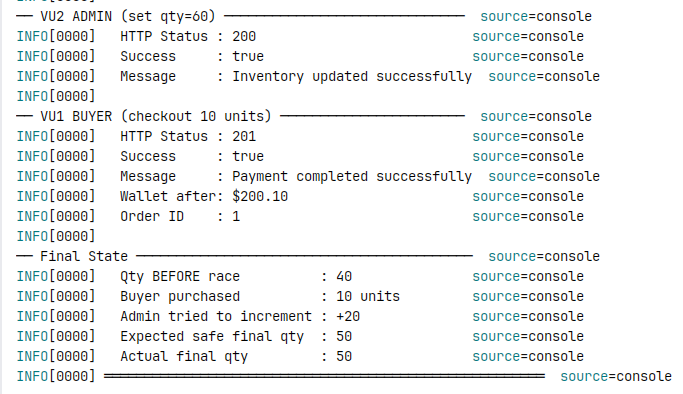 ── VU2 ADMIN (set qty=60) ──────────────────────────────  source=console
INFO[0000]   HTTP Status : 200                           source=console
INFO[0000]   Success     : true                          source=console
INFO[0000]   Message     : Inventory updated successfully  source=console
INFO[0000]
── VU1 BUYER (checkout 10 units) ───────────────────────  source=console
INFO[0000]   HTTP Status : 201                           source=console
INFO[0000]   Success     : true                          source=console
INFO[0000]   Message     : Payment completed successfully  source=console
INFO[0000]   Wallet after: $200.10                       source=console
INFO[0000]   Order ID    : 1                             source=console
INFO[0000]
── Final State ──────────────────────────────────────────  source=console
INFO[0000]   Qty BEFORE race          : 40               source=console
INFO[0000]   Buyer purchased          : 10 units         source=console
INFO[0000]   Admin tried to increment : +20              source=console
INFO[0000]   Expected safe final qty  : 50               source=console
INFO[0000]   Actual final qty         : 50               source=console
INFO[0000] ═══════════════════════════════════════════════════════  source=console